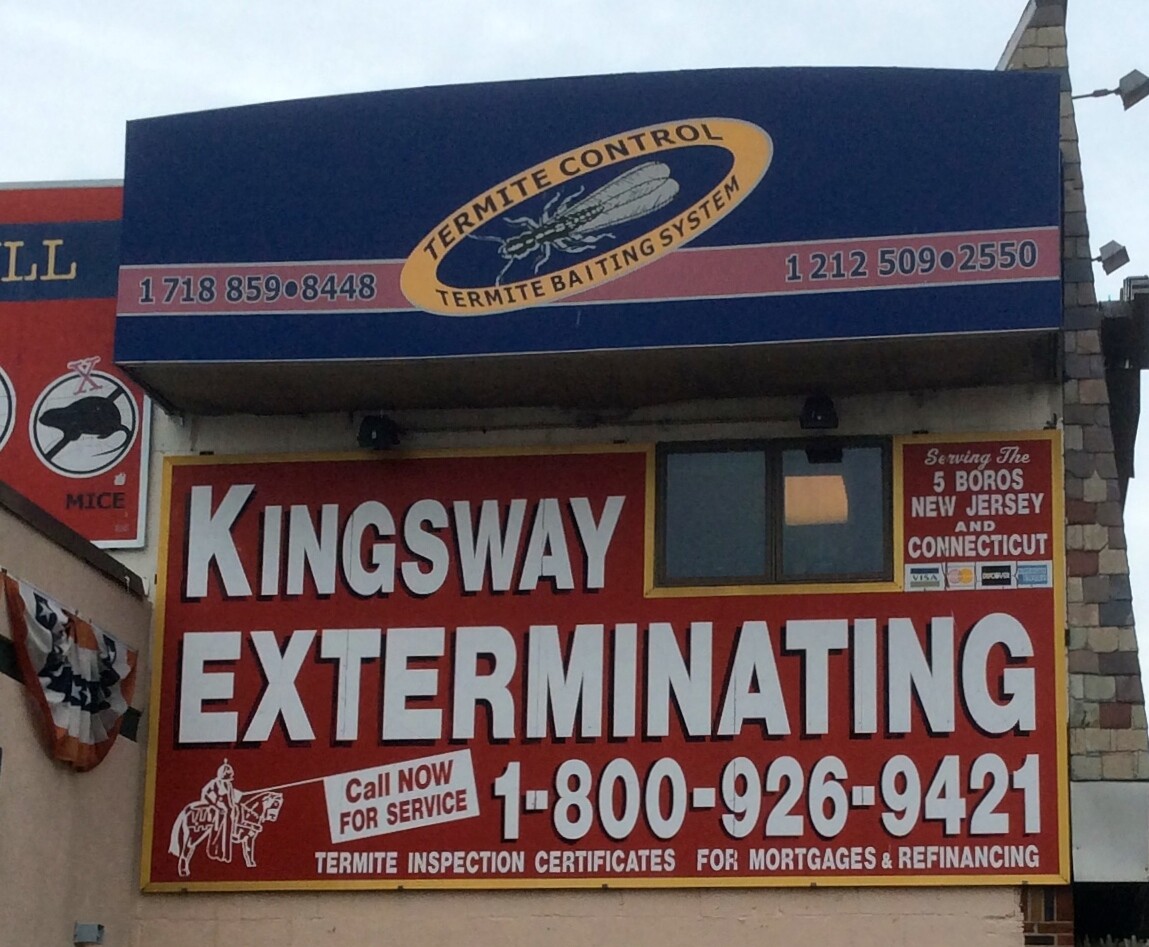 TERMITE CONTROL
TERMITE BAITING SYSTEM
1 718 859•8448
1 212 509•2550
LL
X
MICE
KINGSWAY
EXTERMINATING
Serving The
5 BOROS
NEW JERSEY
AND
CONNECTICUT
VISA
DISCOVER
Call NOW
FOR SERVICE
1-800-926-9421
TERMITE INSPECTION CERTIFICATES FOR MORTGAGES & REFINANCING